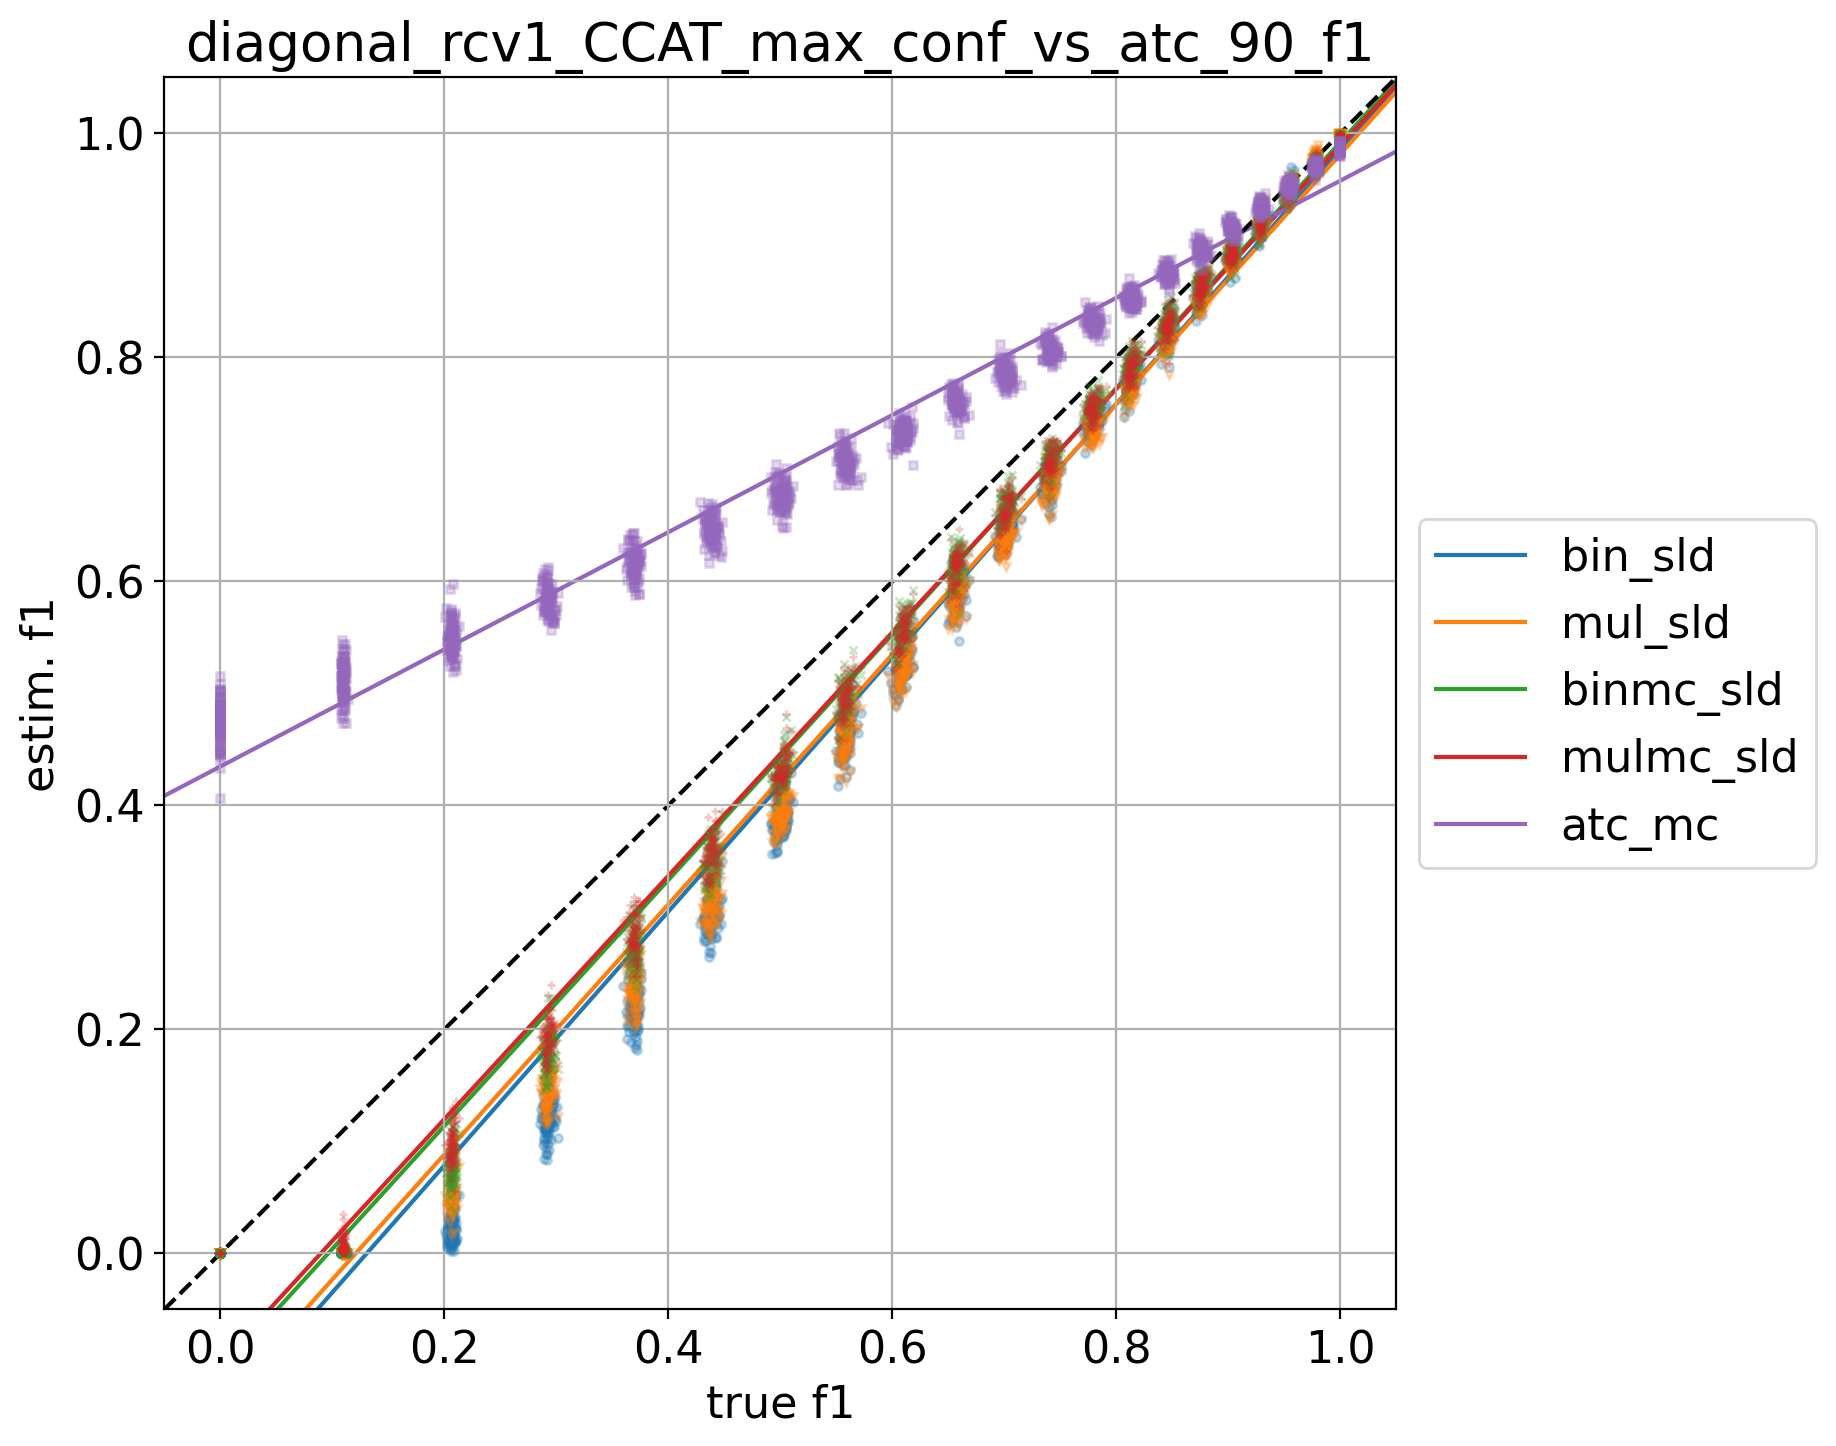 diagonal_rcv1_CCAT_max_conf_vs_atc_90_f1
1.0
0.8
0.6
0.4
0.2
0.0
estim. f1
0.0 0.2 0.4 0.6 0.8 1.0
true f1
bin_sld
mul_sld
binmc_sld
mulmc_sld
atc_mc